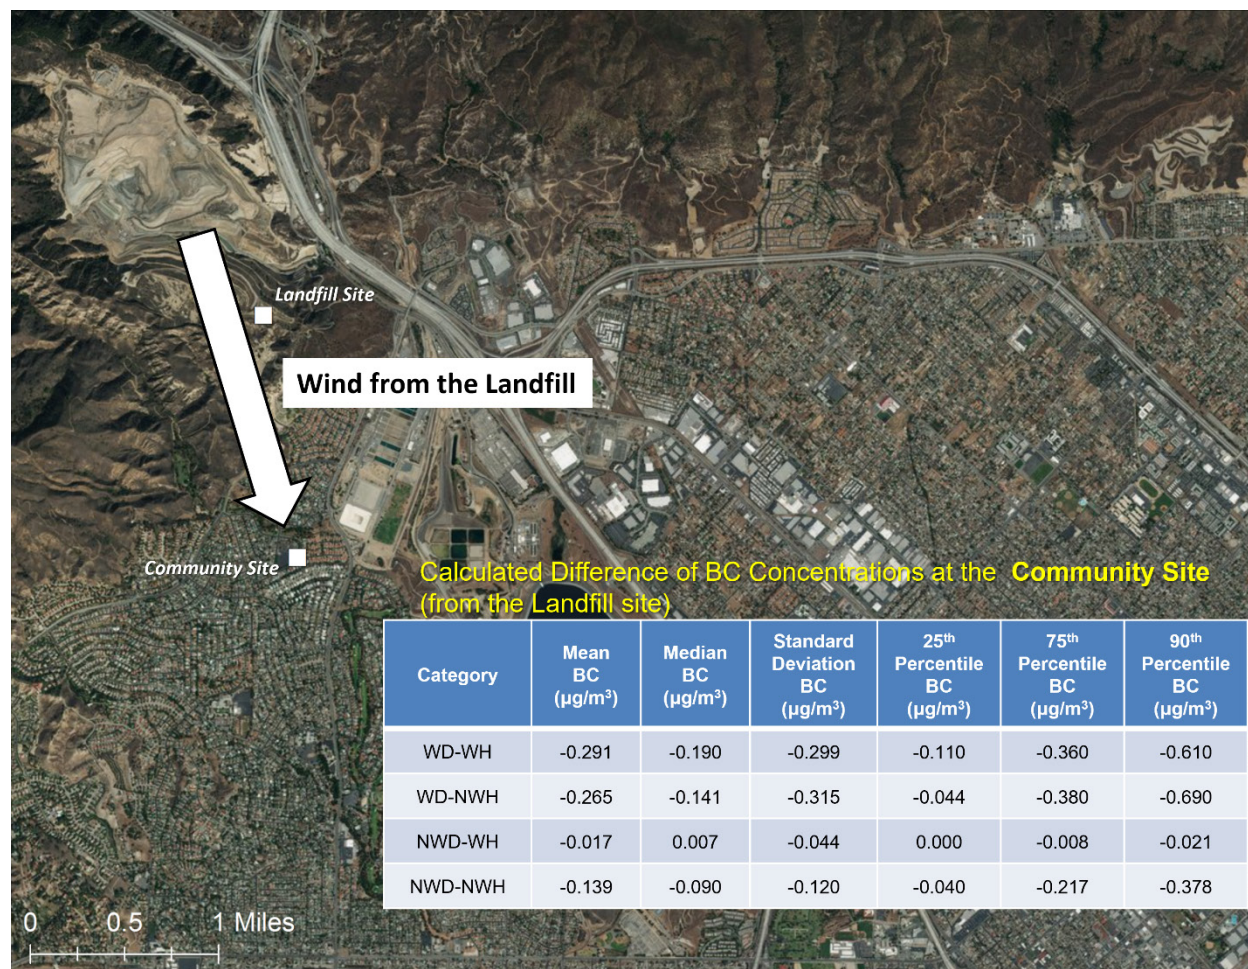 Landfill Site
Wind from the Landfill
Community Site
Calculated Difference of BC Concentrations at the Community Site
(from the Landfill site)
Category Mean BC (µg/m³) Median BC (µg/m³) Standard Deviation BC (µg/m³) 25th Percentile BC (µg/m³) 75th Percentile BC (µg/m³) 90th Percentile BC (µg/m³)
WD-WH -0.291 -0.190 -0.299 -0.110 -0.360 -0.610
WD-NWH -0.265 -0.141 -0.315 -0.044 -0.380 -0.690
NWD-WH -0.017 0.007 -0.044 0.000 -0.008 -0.021
NWD-NWH -0.139 -0.090 -0.120 -0.040 -0.217 -0.378
0 0.5 1 Miles